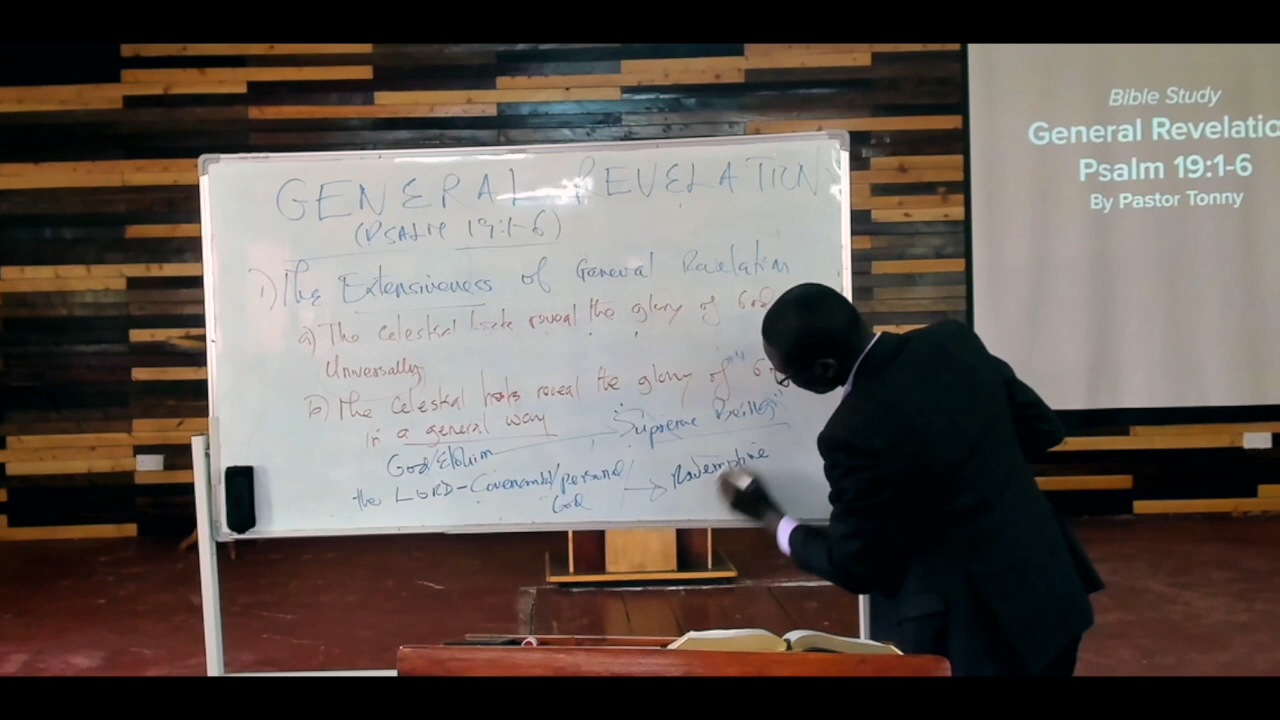 GENERAL REVELATION
(PSALM 19:1-6)
1) The Extensiveness of General Revelation
a) The celestial hosts reveal the glory of God
Universally
b) The celestial hosts reveal the glory of "God
in a general way
"Supreme Being"
God/Elohim
the LORD - Covenantal/personal
God
Redemptive
Bible Study
General Revelatio
Psalm 19:1-6
By Pastor Tonny